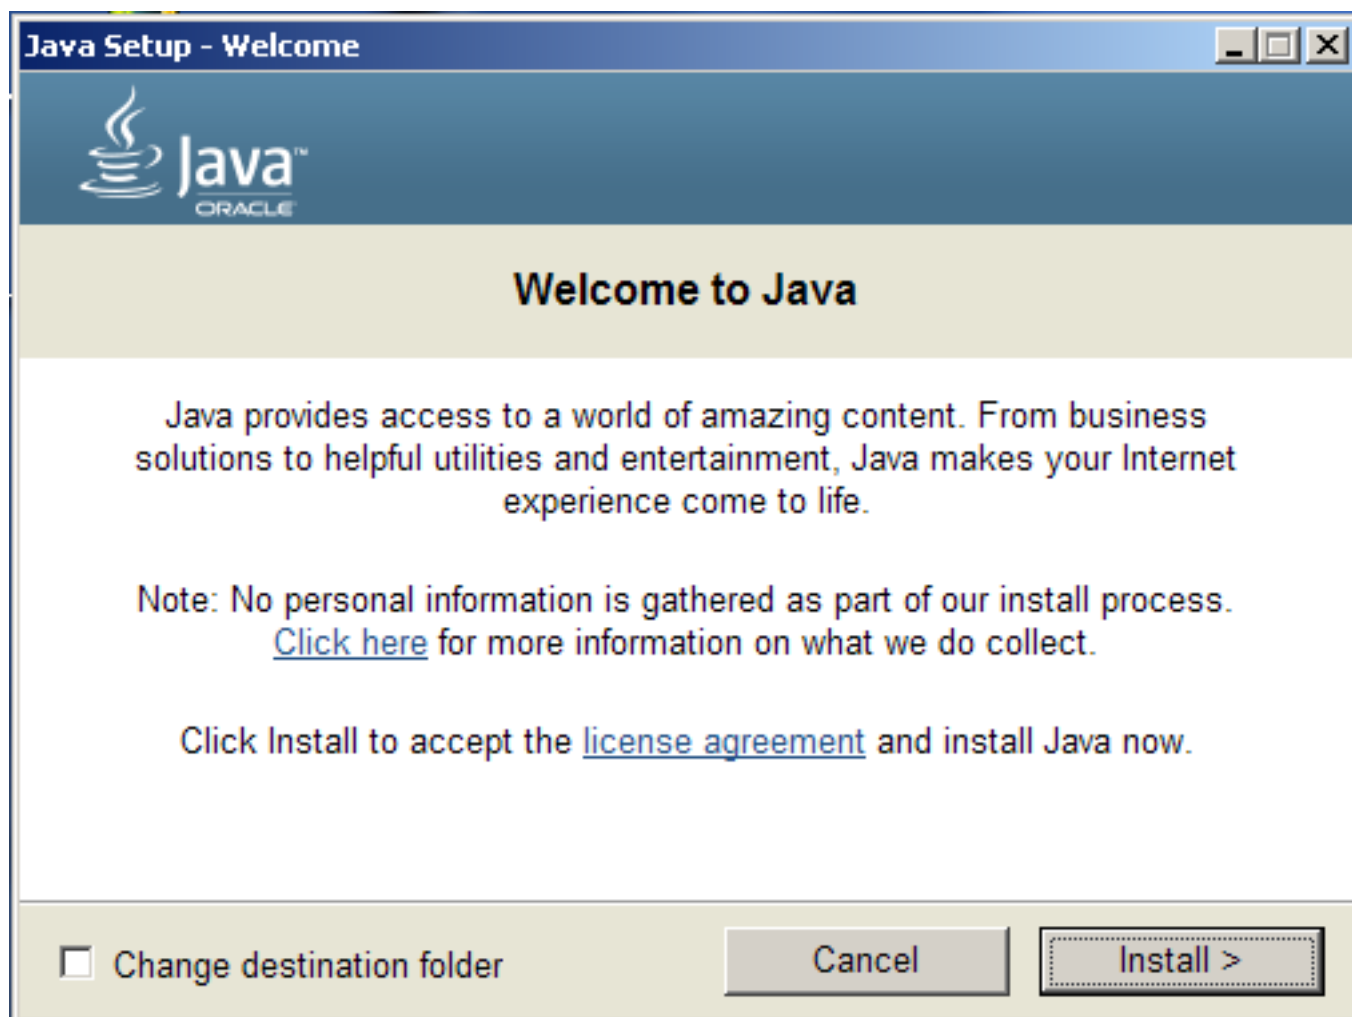 Java Setup - Welcome
Java™
ORACLE
Welcome to Java
Java provides access to a world of amazing content. From business
solutions to helpful utilities and entertainment, Java makes your Internet
experience come to life.
Note: No personal information is gathered as part of our install process.
Click here for more information on what we do collect.
Click Install to accept the license agreement and install Java now.
Change destination folder
Cancel
Install >